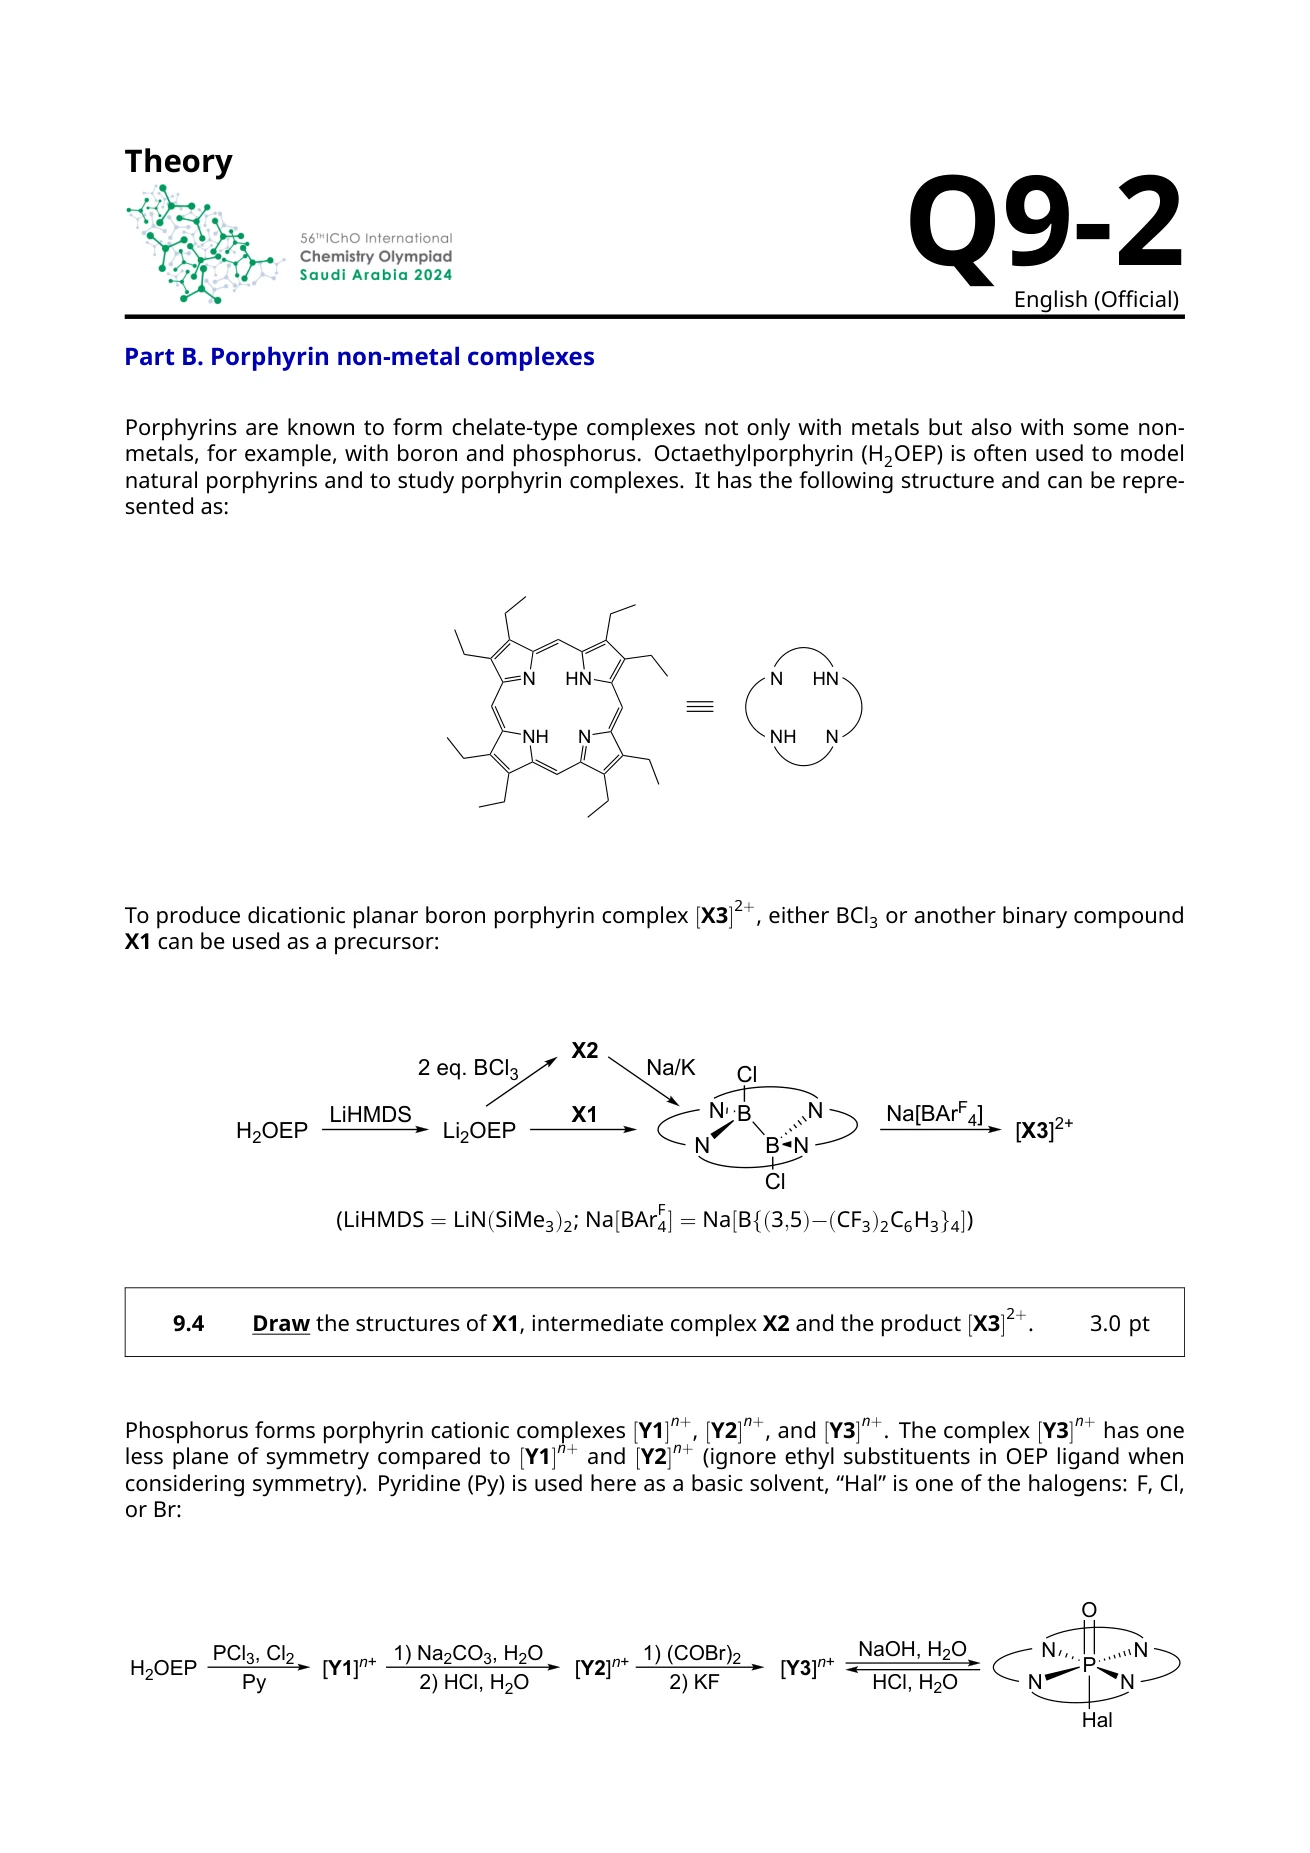 Theory
56ᵀᴴIChO International
Chemistry Olympiad
Saudi Arabia 2024
Q9-2
English (Official)
Part B. Porphyrin non-metal complexes
Porphyrins are known to form chelate-type complexes not only with metals but also with some non-
metals, for example, with boron and phosphorus. Octaethylporphyrin (H₂OEP) is often used to model
natural porphyrins and to study porphyrin complexes. It has the following structure and can be repre-
sented as:
N HN N HN
NH N NH N
To produce dicationic planar boron porphyrin complex [X3]²⁺, either BCl₃ or another binary compound
X1 can be used as a precursor:
H₂OEP LiHMDS Li₂OEP
2 eq. BCl₃ X2 Na/K
X1
Cl
N B N
N B N
Cl
Na[BArF₄] [X3]²⁺
(LiHMDS = LiN(SiMe₃)₂; Na[BArF₄] = Na[B{(3,5)−(CF₃)₂C₆H₃}₄])
9.4 Draw the structures of X1, intermediate complex X2 and the product [X3]²⁺. 3.0 pt
Phosphorus forms porphyrin cationic complexes [Y1]ⁿ⁺, [Y2]ⁿ⁺, and [Y3]ⁿ⁺. The complex [Y3]ⁿ⁺ has one
less plane of symmetry compared to [Y1]ⁿ⁺ and [Y2]ⁿ⁺ (ignore ethyl substituents in OEP ligand when
considering symmetry). Pyridine (Py) is used here as a basic solvent, “Hal” is one of the halogens: F, Cl,
or Br:
H₂OEP PCl₃, Cl₂ Py [Y1]ⁿ⁺ 1) Na₂CO₃, H₂O 2) HCl, H₂O [Y2]ⁿ⁺ 1) (COBr)₂ 2) KF [Y3]ⁿ⁺ NaOH, H₂O HCl, H₂O
O
N N
P
N N
Hal